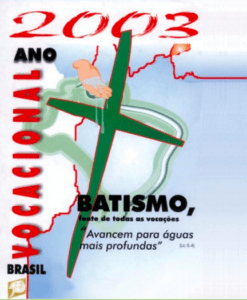 2003
ANO
VOCACIONAL
BATISMO,
fonte de todas as vocações
"Avancem para águas
mais profundas"
BRASIL